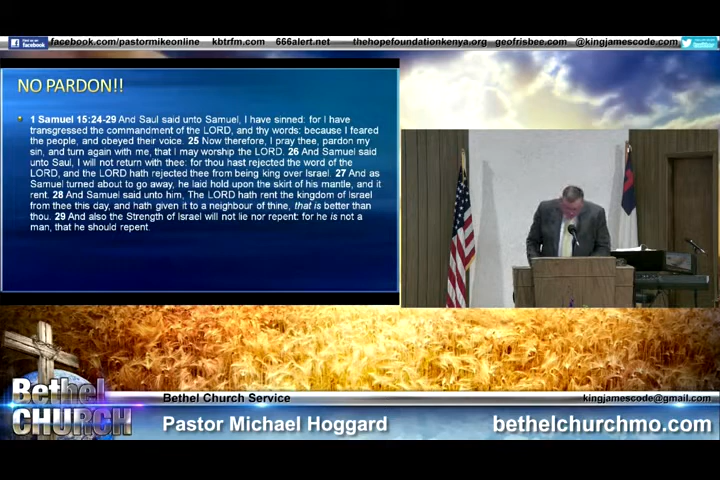 facebook.com/pastormikeonline kbtrfm.com 666alert.net thehopefoundationkenya.org geofrisbee.com @kingjamescode.com
NO PARDON!!
1 Samuel 15:24-29 And Saul said unto Samuel, I have sinned: for I have
transgressed the commandment of the LORD, and thy words: because I feared
the people, and obeyed their voice. 25 Now therefore, I pray thee, pardon my
sin, and turn again with me, that I may worship the LORD. 26 And Samuel said
unto Saul, I will not return with thee: for thou hast rejected the word of the
LORD, and the LORD hath rejected thee from being king over Israel. 27 And as
Samuel turned about to go away, he laid hold upon the skirt of his mantle, and it
rent. 28 And Samuel said unto him, The LORD hath rent the kingdom of Israel
from thee this day, and hath given it to a neighbour of thine, that is better than
thou. 29 And also the Strength of Israel will not lie nor repent: for he is not a
man, that he should repent.
Bethel
CHURCH
Bethel Church Service
kingjamescode@gmail.com
Pastor Michael Hoggard
bethelchurchmo.com